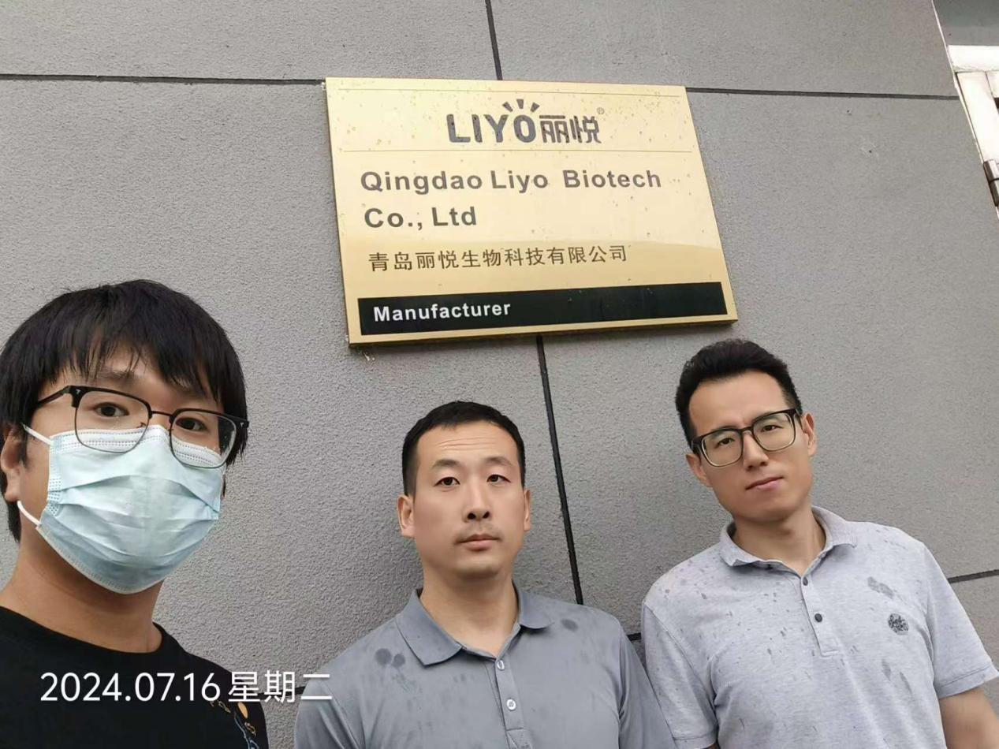 LIYO丽悦®
Qingdao Liyo Biotech
Co., Ltd
青岛丽悦生物科技有限公司
Manufacturer
2024.07.16 星期二